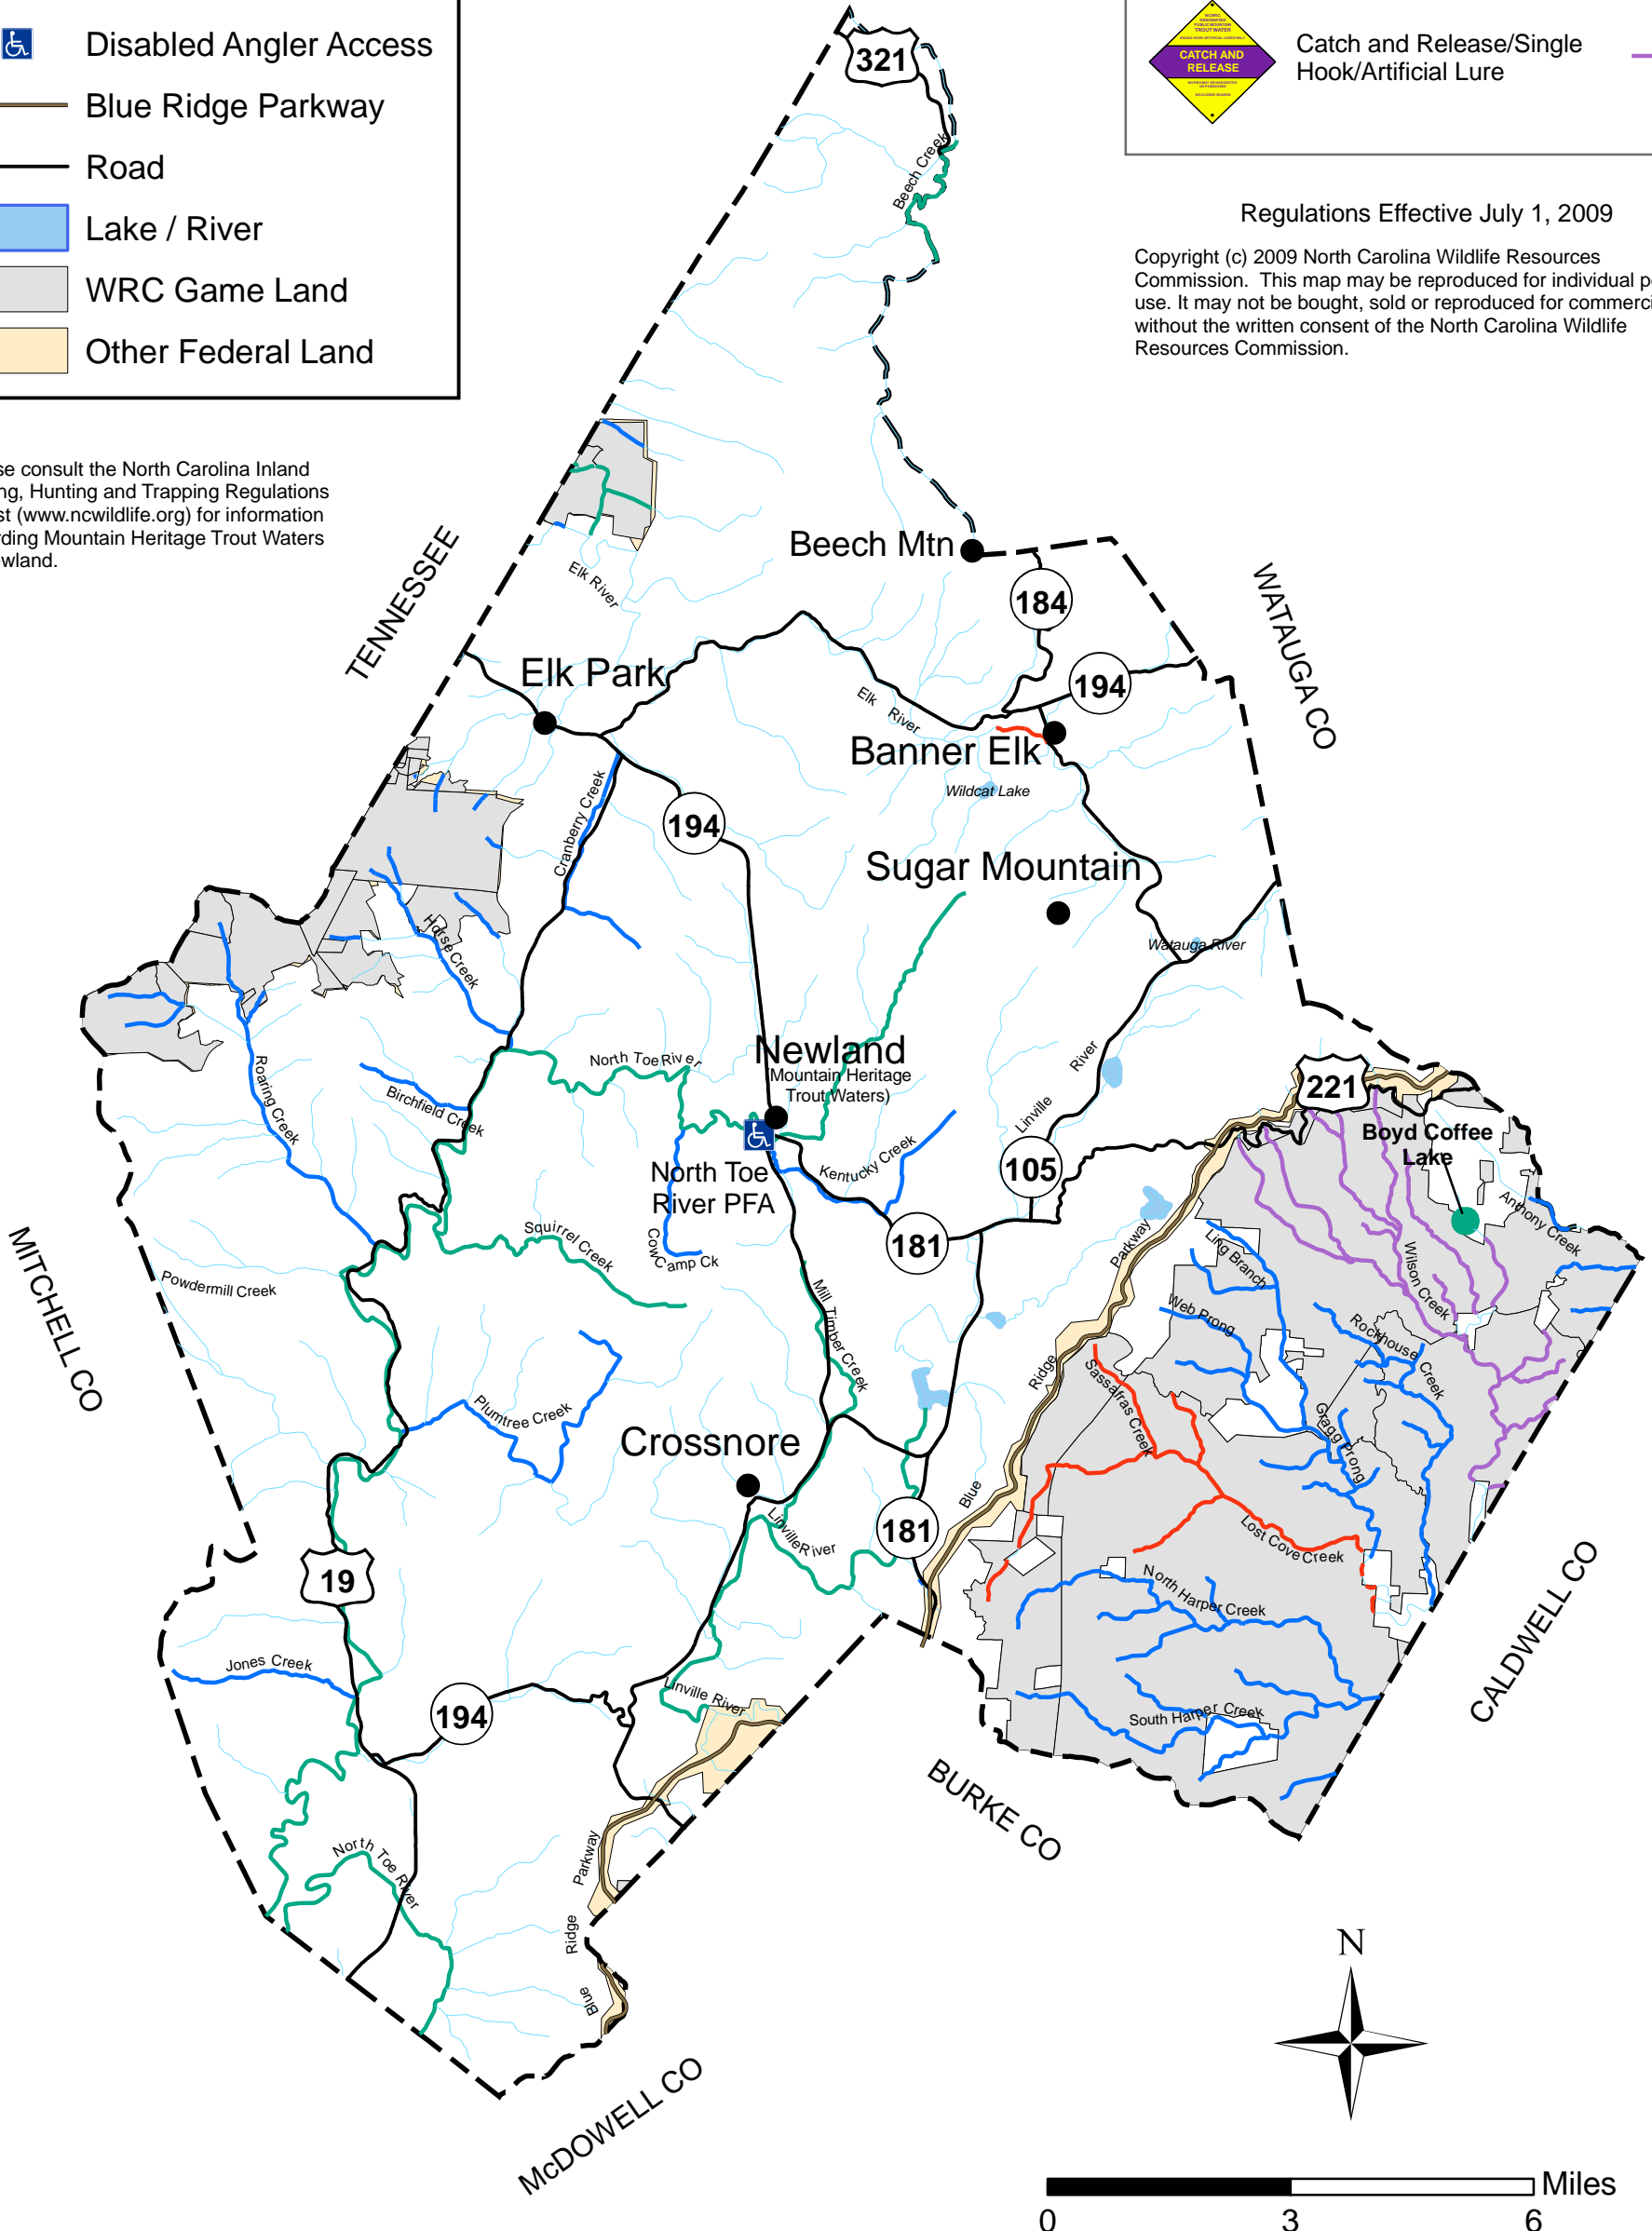 Disabled Angler Access
Blue Ridge Parkway
Road
Lake / River
WRC Game Land
Other Federal Land
se consult the North Carolina Inland
ng, Hunting and Trapping Regulations
st (www.ncwildlife.org) for information
rding Mountain Heritage Trout Waters
wland.
CATCH AND
RELEASE
Catch and Release/Single
Hook/Artificial Lure
Regulations Effective July 1, 2009
Copyright (c) 2009 North Carolina Wildlife Resources
Commission. This map may be reproduced for individual pe
use. It may not be bought, sold or reproduced for commerci
without the written consent of the North Carolina Wildlife
Resources Commission.
321
Beech Creek
TENNESSEE
Elk River
Beech Mtn
184
WATAUGA CO
Elk Park
194
Elk River
Banner Elk
Wildcat Lake
Cranberry Creek
194
Sugar Mountain
Horse Creek
Watauga River
Roaring Creek
Birchfield Creek
North Toe River
Newland
(Mountain Heritage
Trout Waters)
North Toe
River PFA
Kentucky Creek
Linville River
105
221
Boyd Coffee
Lake
Anthony Creek
181
Cow Camp Ck
Squirrel Creek
MITCHELL CO
Powdermill Creek
Mill Timber Creek
Blue Ridge Parkway
Ling Branch
Web Prong
Wilson Creek
Rockhouse Creek
Sassafras Creek
Gragg Prong
Plumtree Creek
Crossnore
Linville River
181
Lost Cove Creek
19
North Harper Creek
CALDWELL CO
Jones Creek
194
Linville River
South Harper Creek
BURKE CO
North Toe River
Blue Ridge Parkway
McDOWELL CO
N
Miles
0 3 6